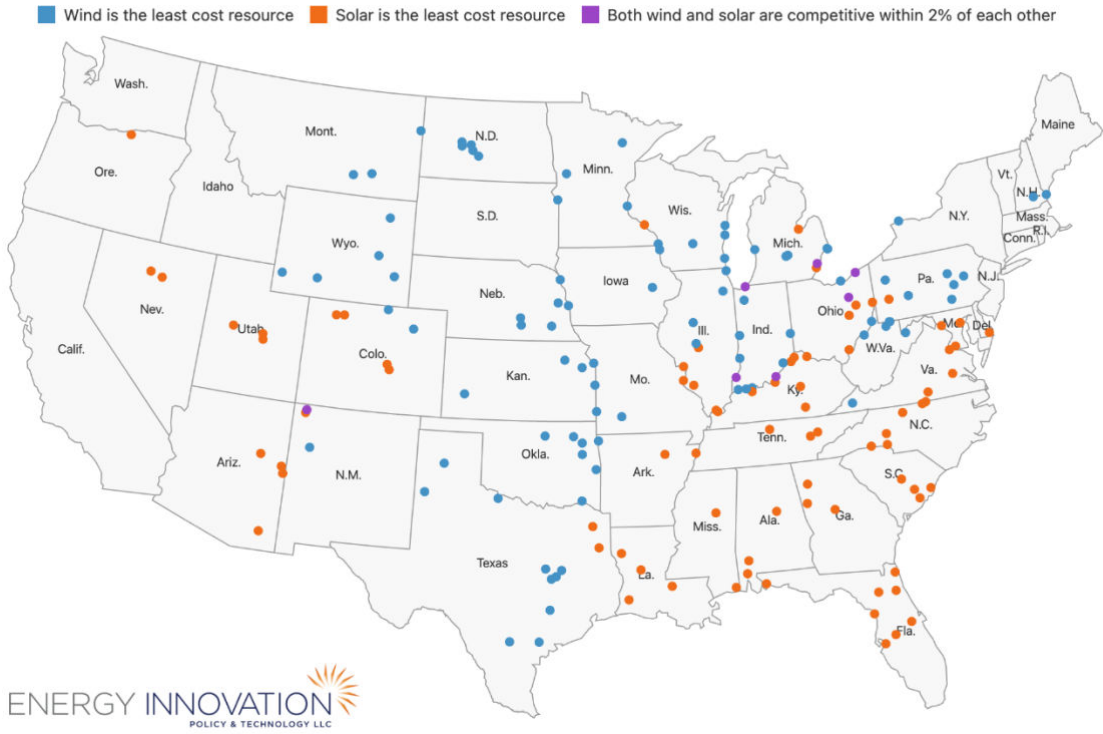 Wind is the least cost resource
Solar is the least cost resource
Both wind and solar are competitive within 2% of each other
Wash.
Mont.
N.D.
Minn.
Maine
Ore.
Idaho
Vt.
N.H.
S.D.
Wis.
Mich.
N.Y.
Mass.
Wyo.
Conn.
R.I.
Iowa
Neb.
Pa.
N.J.
Nev.
Utah
Ohio
Md.
Del.
Calif.
Colo.
Ill.
Ind.
W.Va.
Kan.
Mo.
Ky.
Va.
Ariz.
N.M.
Okla.
Ark.
Tenn.
N.C.
S.C.
Miss.
Ala.
Ga.
Texas
La.
Fla.
ENERGY INNOVATION
POLICY & TECHNOLOGY LLC